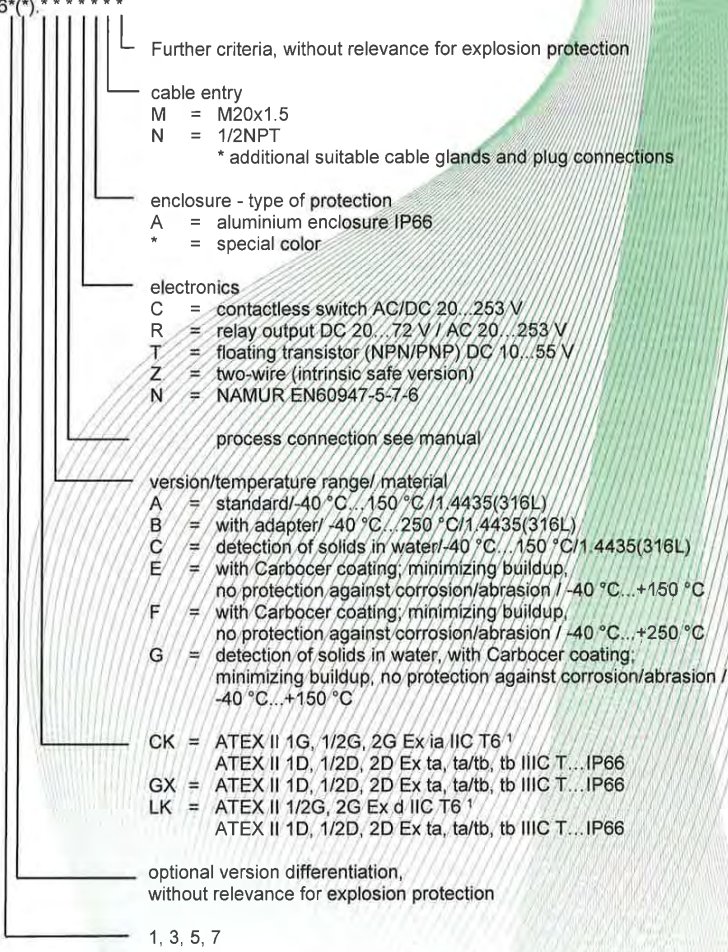 6*(*).*******
Further criteria, without relevance for explosion protection
cable entry
M = M20x1.5
N = 1/2NPT
* additional suitable cable glands and plug connections
enclosure - type of protection
A = aluminium enclosure IP66
* = special color
electronics
C = contactless switch AC/DC 20...253 V
R = relay output DC 20...72 V / AC 20...253 V
T = floating transistor (NPN/PNP) DC 10...55 V
Z = two-wire (intrinsic safe version)
N = NAMUR EN60947-5-7-6
process connection see manual
version/temperature range/ material
A = standard/-40 °C...150 °C /1.4435(316L)
B = with adapter/ -40 °C...250 °C/1.4435(316L)
C = detection of solids in water/-40 °C...150 °C/1.4435(316L)
E = with Carbocer coating; minimizing buildup,
no protection against corrosion/abrasion / -40 °C...+150 °C
F = with Carbocer coating; minimizing buildup,
no protection against corrosion/abrasion / -40 °C...+250 °C
G = detection of solids in water, with Carbocer coating;
minimizing buildup, no protection against corrosion/abrasion /
-40 °C...+150 °C
CK = ATEX II 1G, 1/2G, 2G Ex ia IIC T6 ¹
ATEX II 1D, 1/2D, 2D Ex ta, ta/tb, tb IIIC T...IP66
GX = ATEX II 1D, 1/2D, 2D Ex ta, ta/tb, tb IIIC T...IP66
LK = ATEX II 1/2G, 2G Ex d IIC T6 ¹
ATEX II 1D, 1/2D, 2D Ex ta, ta/tb, tb IIIC T...IP66
optional version differentiation,
without relevance for explosion protection
1, 3, 5, 7